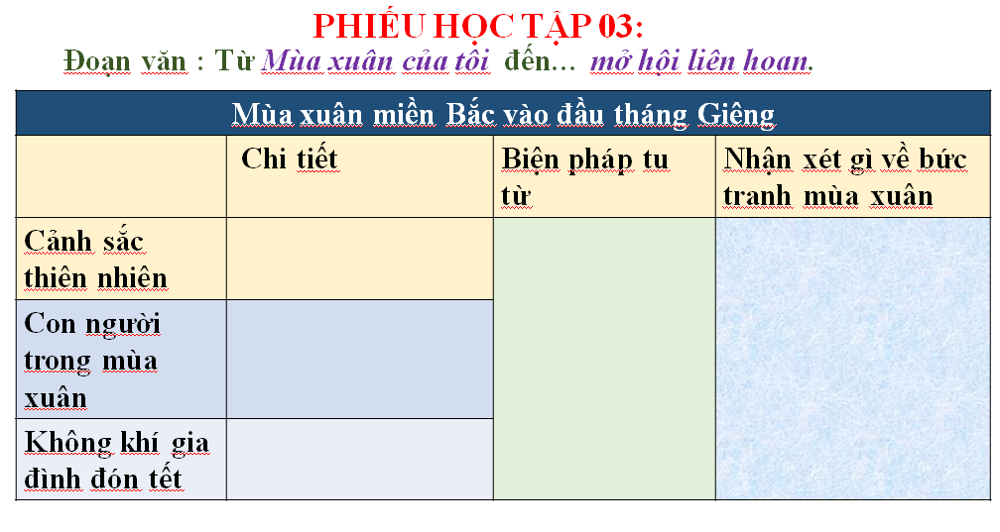 PHIẾU HỌC TẬP 03:
Đoạn văn : Từ Mùa xuân của tôi đến... mở hội liên hoan.
Mùa xuân miền Bắc vào đầu tháng Giêng
Chi tiết
Biện pháp tu
từ
Nhận xét gì về bức
tranh mùa xuân
Cảnh sắc
thiên nhiên
Con người
trong mùa
xuân
Không khí gia
đình đón tết